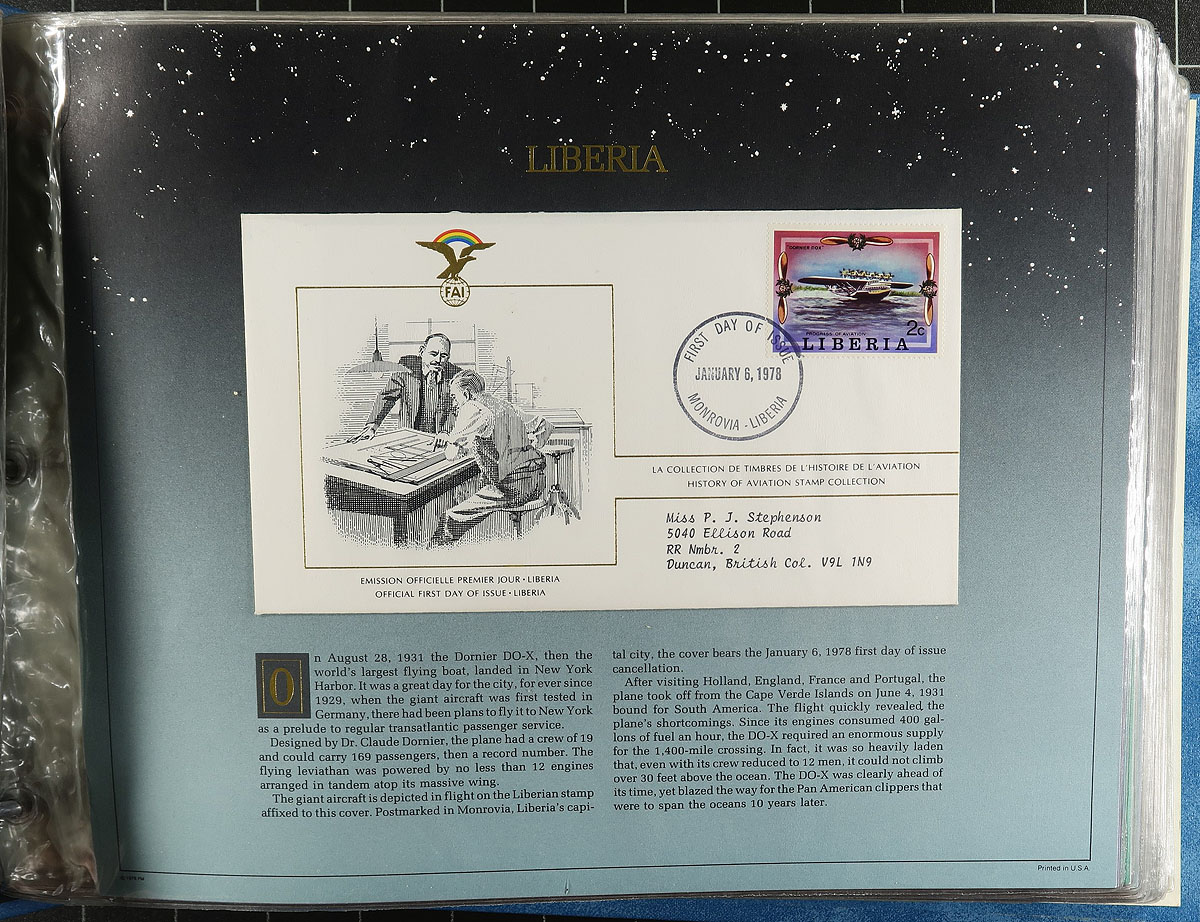 LIBERIA
FAI
"DORNIER DOX"
PROGRESS OF AVIATION
2c
LIBERIA
FIRST DAY OF ISSUE
JANUARY 6, 1978
MONROVIA - LIBERIA
LA COLLECTION DE TIMBRES DE L'HISTOIRE DE L'AVIATION
HISTORY OF AVIATION STAMP COLLECTION
Miss P. J. Stephenson
5040 Ellison Road
RR Nmbr. 2
Duncan, British Col. V9L 1N9
EMISSION OFFICIELLE PREMIER JOUR · LIBERIA
OFFICIAL FIRST DAY OF ISSUE · LIBERIA
On August 28, 1931 the Dornier DO-X, then the
world's largest flying boat, landed in New York
Harbor. It was a great day for the city, for ever since
1929, when the giant aircraft was first tested in
Germany, there had been plans to fly it to New York
as a prelude to regular transatlantic passenger service.
Designed by Dr. Claude Dornier, the plane had a crew of 19
and could carry 169 passengers, then a record number. The
flying leviathan was powered by no less than 12 engines
arranged in tandem atop its massive wing.
The giant aircraft is depicted in flight on the Liberian stamp
affixed to this cover. Postmarked in Monrovia, Liberia's capi-
tal city, the cover bears the January 6, 1978 first day of issue
cancellation.
After visiting Holland, England, France and Portugal, the
plane took off from the Cape Verde Islands on June 4, 1931
bound for South America. The flight quickly revealed the
plane's shortcomings. Since its engines consumed 400 gal-
lons of fuel an hour, the DO-X required an enormous supply
for the 1,400-mile crossing. In fact, it was so heavily laden
that, even with its crew reduced to 12 men, it could not climb
over 30 feet above the ocean. The DO-X was clearly ahead of
its time, yet blazed the way for the Pan American clippers that
were to span the oceans 10 years later.
Printed in U.S.A.